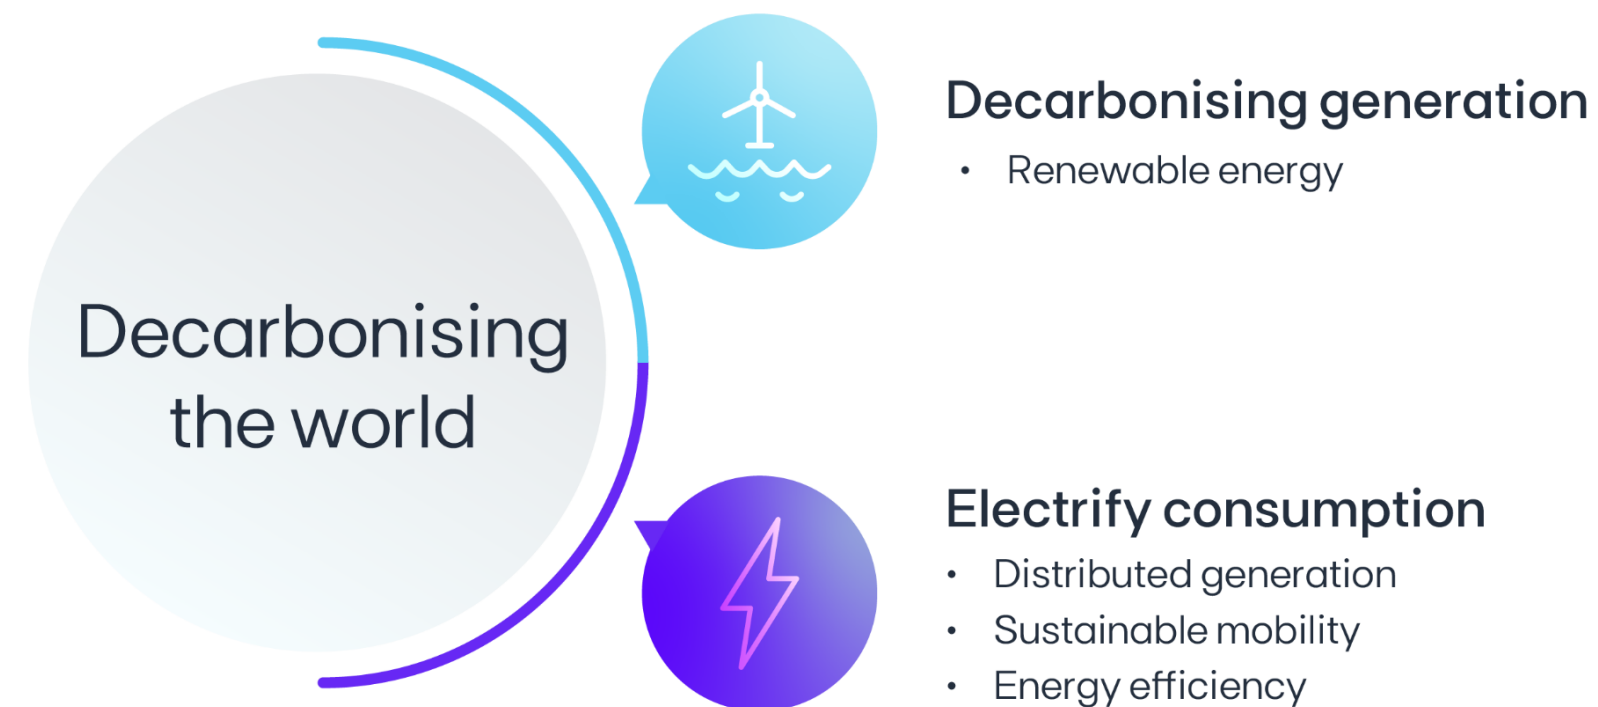 Decarbonising
the world
Decarbonising generation
• Renewable energy
Electrify consumption
• Distributed generation
• Sustainable mobility
• Energy efficiency